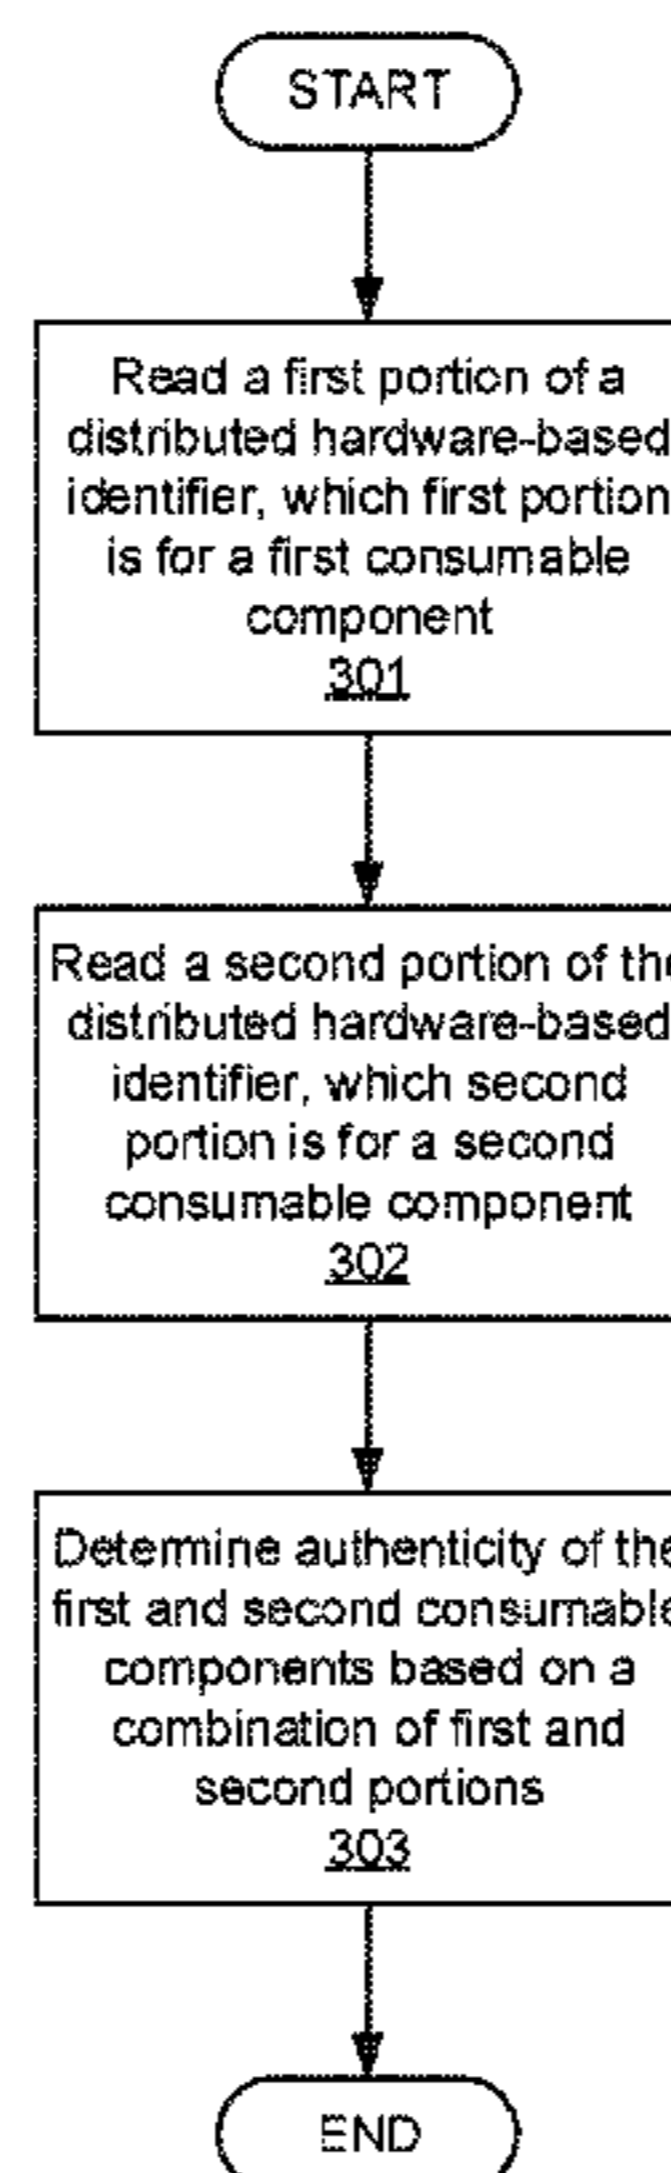 START
Read a first portion of a
distributed hardware-based
identifier, which first portion
is for a first consumable
component
301
Read a second portion of the
distributed hardware-based
identifier, which second
portion is for a second
consumable component
302
Determine authenticity of the
first and second consumable
components based on a
combination of first and
second portions
303
END